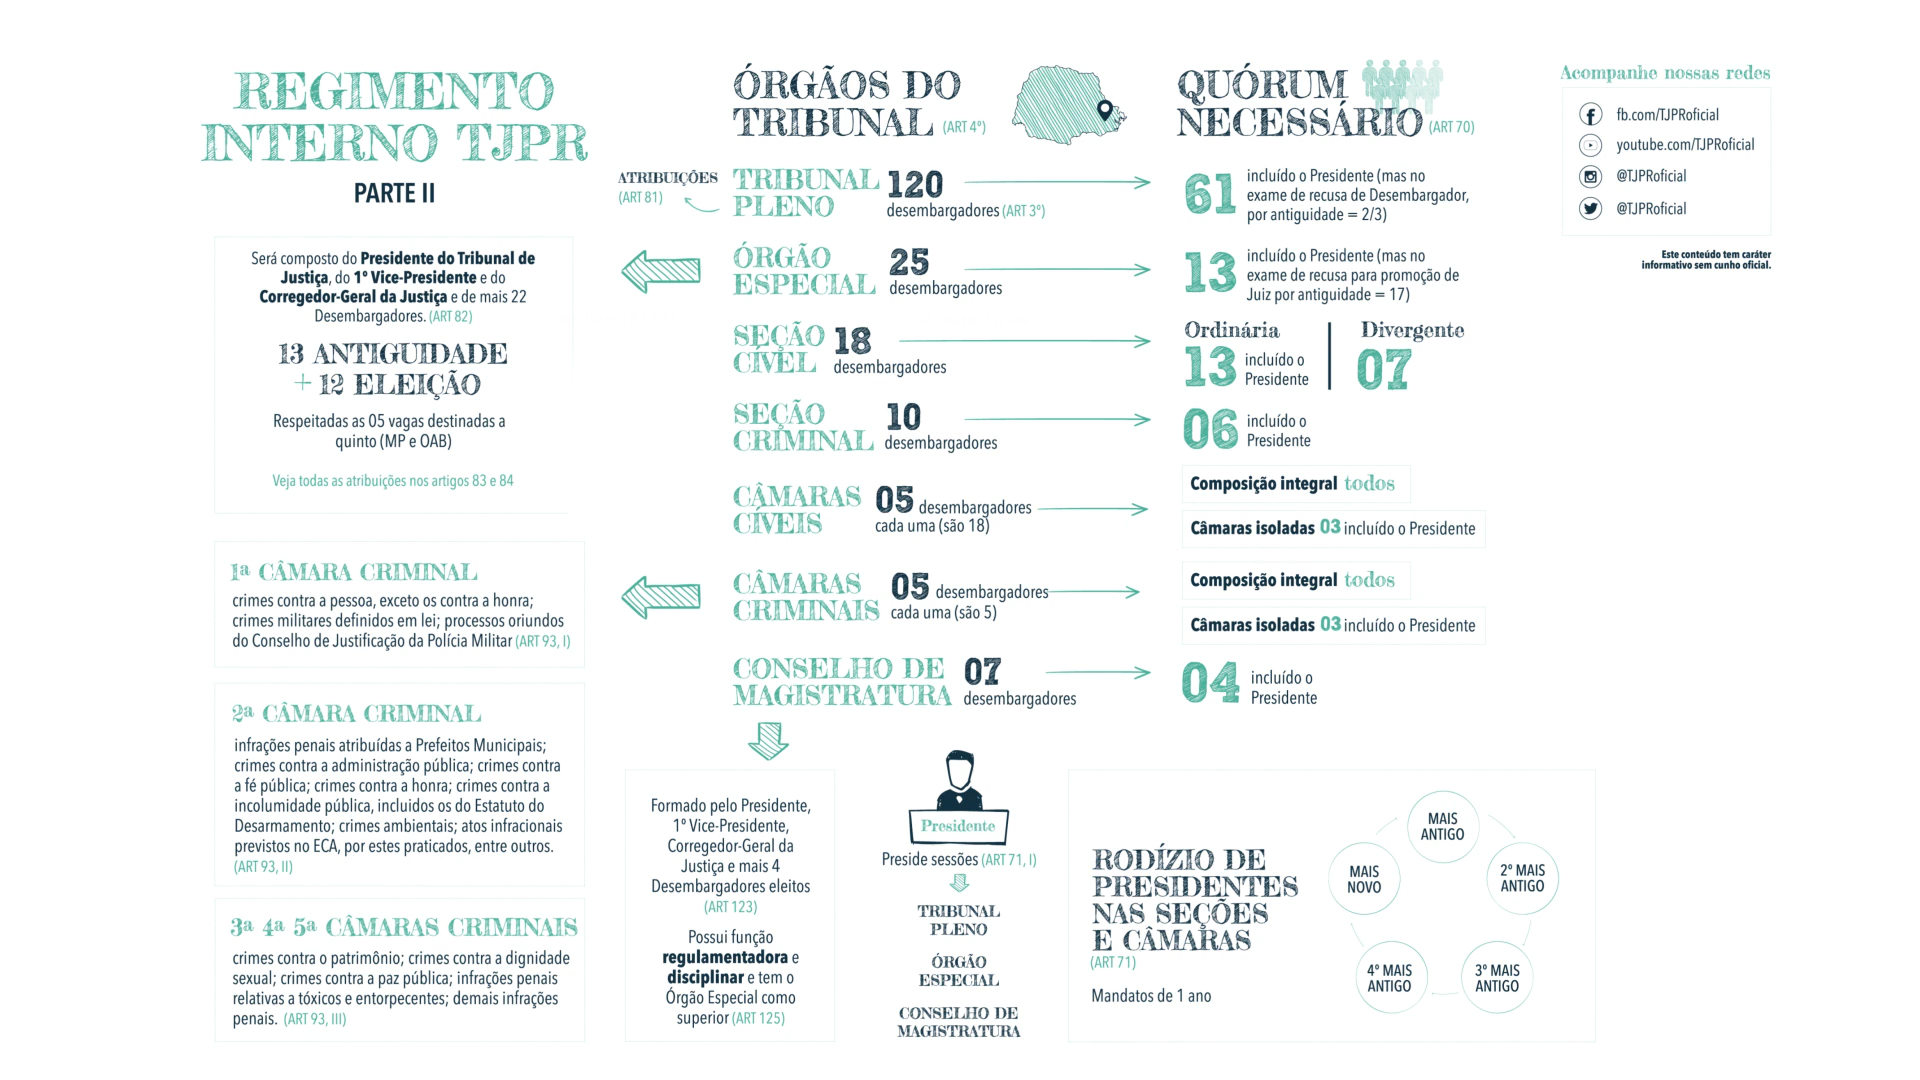 REGIMENTO
INTERNO TJPR
PARTE II
Será composto do Presidente do Tribunal de
Justiça, do 1º Vice-Presidente e do
Corregedor-Geral da Justiça e de mais 22
Desembargadores. (ART 82)
13 ANTIGUIDADE
+ 12 ELEIÇÃO
Respeitadas as 05 vagas destinadas a
quinto (MP e OAB)
Veja todas as atribuições nos artigos 83 e 84
1ª CÂMARA CRIMINAL
crimes contra a pessoa, exceto os contra a honra;
crimes militares definidos em lei; processos oriundos
do Conselho de Justificação da Polícia Militar (ART 93, I)
2ª CÂMARA CRIMINAL
infrações penais atribuídas a Prefeitos Municipais;
crimes contra a administração pública; crimes contra
a fé pública; crimes contra a honra; crimes contra a
incolumidade pública, incluidos os do Estatuto do
Desarmamento; crimes ambientais; atos infracionais
previstos no ECA, por estes praticados, entre outros.
(ART 93, II)
3ª 4ª 5ª CÂMARAS CRIMINAIS
crimes contra o patrimônio; crimes contra a dignidade
sexual; crimes contra a paz pública; infrações penais
relativas a tóxicos e entorpecentes; demais infrações
penais. (ART 93, III)
ÓRGÃOS DO
TRIBUNAL (ART 4º)
ATRIBUIÇÕES
(ART 81)
TRIBUNAL
PLENO
120
desembargadores (ART 3º)
ÓRGÃO
ESPECIAL
25
desembargadores
SEÇÃO
CÍVEL
18
desembargadores
SEÇÃO
CRIMINAL
10
desembargadores
CÂMARAS
CÍVEIS
05 desembargadores
cada uma (são 18)
CÂMARAS
CRIMINAIS
05 desembargadores
cada uma (são 5)
CONSELHO DE
MAGISTRATURA
07
desembargadores
Formado pelo Presidente,
1º Vice-Presidente,
Corregedor-Geral da
Justiça e mais 4
Desembargadores eleitos
(ART 123)
Possui função
regulamentadora e
disciplinar e tem o
Órgão Especial como
superior (ART 125)
Presidente
Preside sessões (ART 71, I)
TRIBUNAL
PLENO
ÓRGÃO
ESPECIAL
CONSELHO DE
MAGISTRATURA
QUÓRUM
NECESSÁRIO (ART 70)
61
incluído o Presidente (mas no
exame de recusa de Desembargador,
por antiguidade = 2/3)
13
incluído o Presidente (mas no
exame de recusa para promoção de
Juiz por antiguidade = 17)
Ordinária
13 incluído o
Presidente
Divergente
07
06 incluído o
Presidente
Composição integral todos
Câmaras isoladas 03 incluído o Presidente
Composição integral todos
Câmaras isoladas 03 incluído o Presidente
04 incluído o
Presidente
RODÍZIO DE
PRESIDENTES
NAS SEÇÕES
E CÂMARAS
(ART 71)
Mandatos de 1 ano
MAIS
ANTIGO
2º MAIS
ANTIGO
3º MAIS
ANTIGO
4º MAIS
ANTIGO
MAIS
NOVO
Acompanhe nossas redes
fb.com/TJPRoficial
youtube.com/TJPRoficial
@TJPRoficial
@TJPRoficial
Este conteúdo tem caráter
informativo sem cunho oficial.